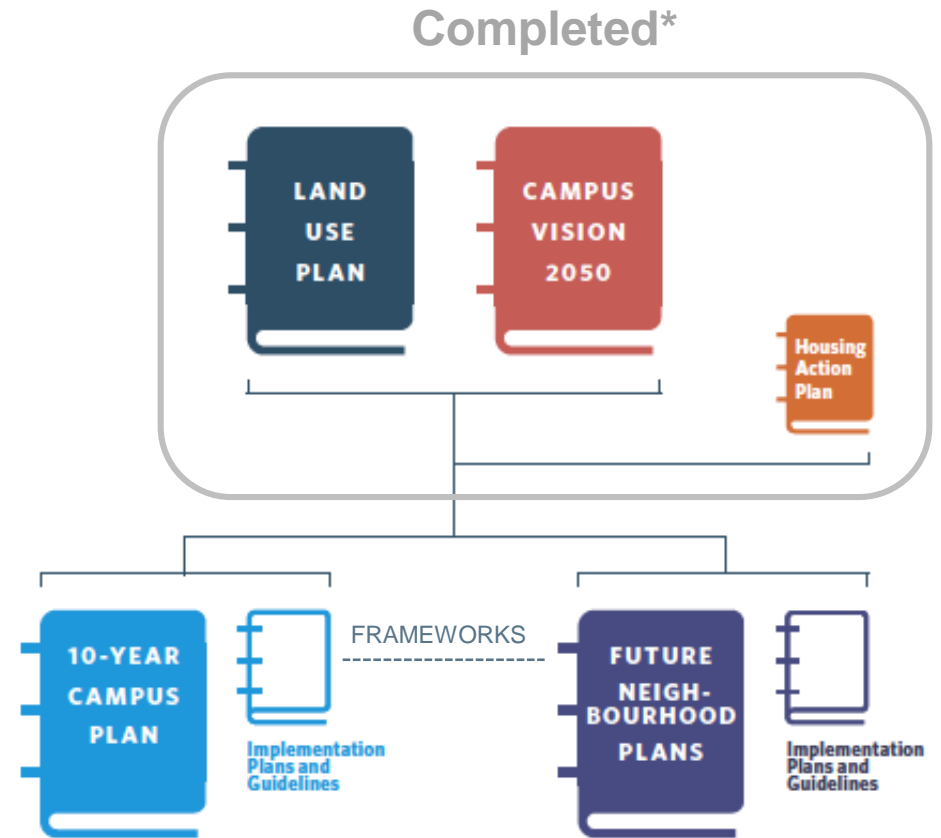 Completed*
LAND
USE
PLAN
CAMPUS
VISION
2050
Housing
Action
Plan
10-YEAR
CAMPUS
PLAN
Implementation
Plans and
Guidelines
FRAMEWORKS
FUTURE
NEIGH-
BOURHOOD
PLANS
Implementation
Plans and
Guidelines